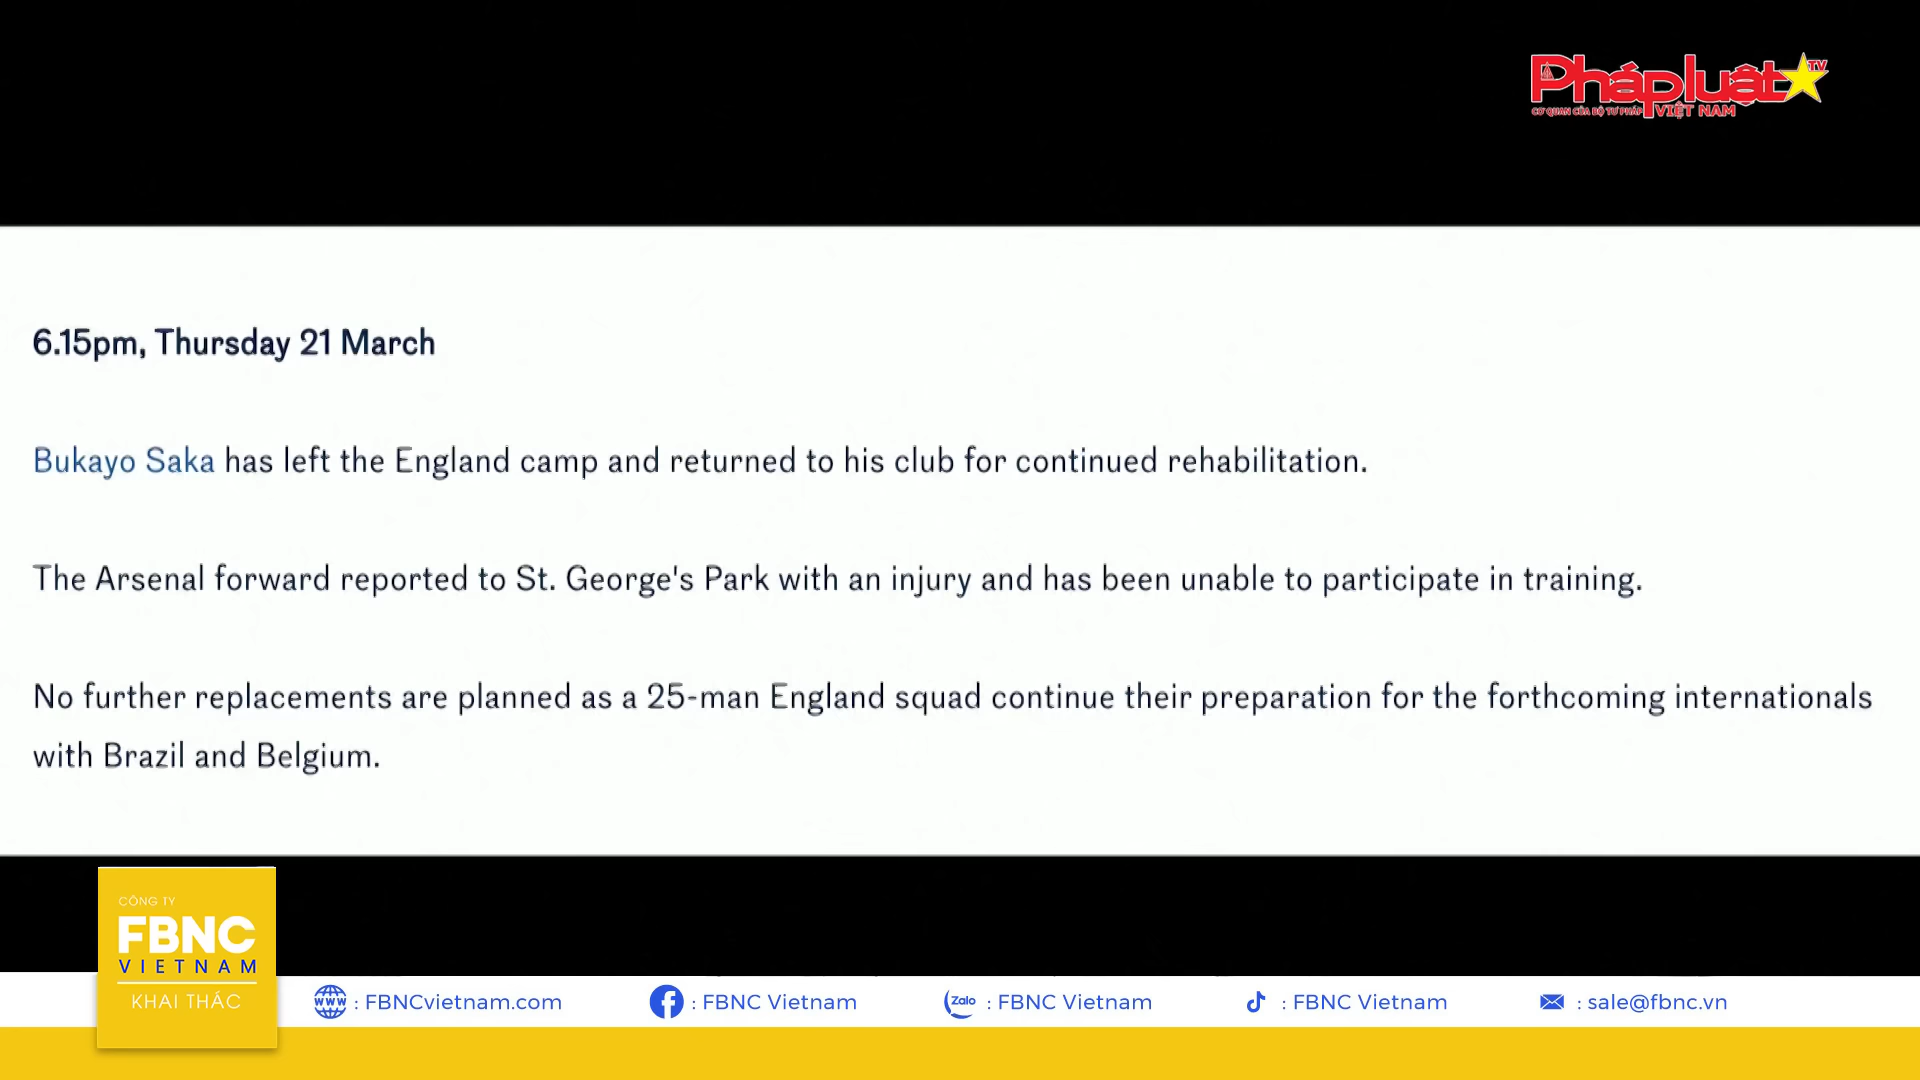 Phápluật TV
CƠ QUAN CỦA BỘ TƯ PHÁP VIỆT NAM
6.15pm, Thursday 21 March
Bukayo Saka has left the England camp and returned to his club for continued rehabilitation.
The Arsenal forward reported to St. George's Park with an injury and has been unable to participate in training.
No further replacements are planned as a 25-man England squad continue their preparation for the forthcoming internationals
with Brazil and Belgium.
CÔNG TY
FBNC
VIETNAM
KHAI THÁC
www : FBNCvietnam.com
: FBNC Vietnam
Zalo : FBNC Vietnam
: FBNC Vietnam
: sale@fbnc.vn